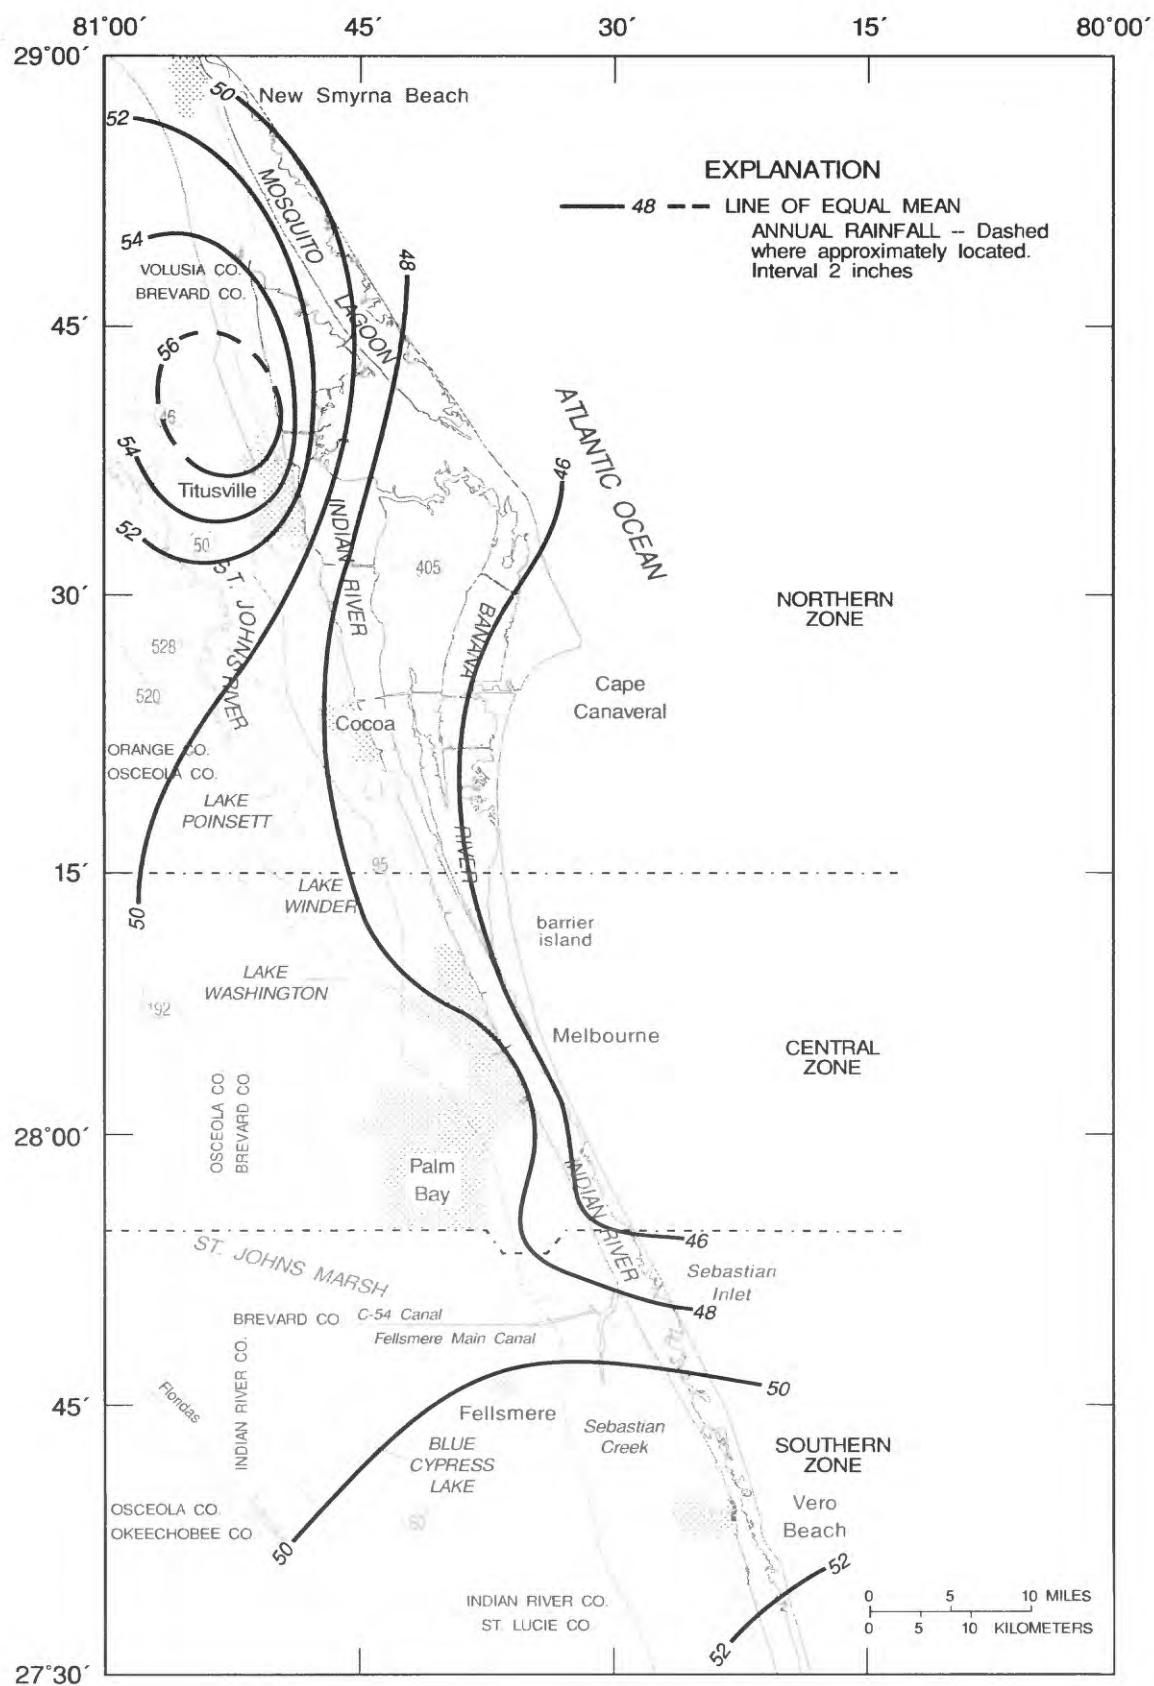 81°00′ 45′ 30′ 15′ 80°00′
29°00′
50
New Smyrna Beach
52
EXPLANATION
48 LINE OF EQUAL MEAN
ANNUAL RAINFALL -- Dashed
where approximately located.
Interval 2 inches
MOSQUITO
LAGOON
54
48
VOLUSIA CO.
BREVARD CO.
45′
56
46
54
ATLANTIC OCEAN
46
Titusville
52
50
INDIAN
RIVER
405
ST. JOHNS RIVER
30′
BANANA
RIVER
NORTHERN
ZONE
528
520
Cape
Canaveral
Cocoa
ORANGE CO.
OSCEOLA CO.
LAKE
POINSETT
95
15′
LAKE
WINDER
50
barrier
island
LAKE
WASHINGTON
192
Melbourne
CENTRAL
ZONE
OSCEOLA CO
BREVARD CO
28°00′
Palm
Bay
INDIAN RIVER
ST. JOHNS MARSH
46
Sebastian
Inlet
48
BREVARD CO
C-54 Canal
Fellsmere Main Canal
INDIAN RIVER CO.
OSCEOLA CO.
Floridas
50
45′
Fellsmere
Sebastian
Creek
SOUTHERN
ZONE
BLUE
CYPRESS
LAKE
OSCEOLA CO.
OKEECHOBEE CO
60
50
Vero
Beach
52
52
INDIAN RIVER CO.
ST. LUCIE CO
0 5 10 MILES
0 5 10 KILOMETERS
27°30′